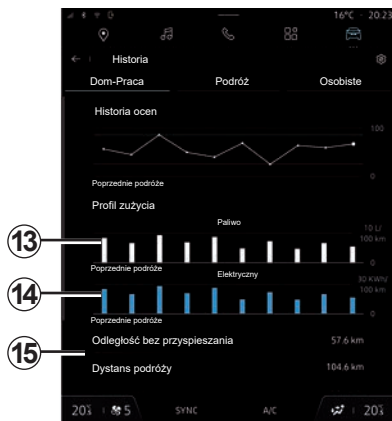 16°C 20:23
Historia
Dom-Praca Podróż Osobiste
Historia ocen
100
0
Poprzednie podróże
Profil zużycia
Paliwo
10 L/
100 km
13
0
Poprzednie podróże
Elektryczny
30 KWh/
100 km
14
0
Poprzednie podróże
Odległość bez przyspieszania 57.6 km
15
Dystans podróży 104.6 km
20⁵ 5 SYNC A/C 20⁵